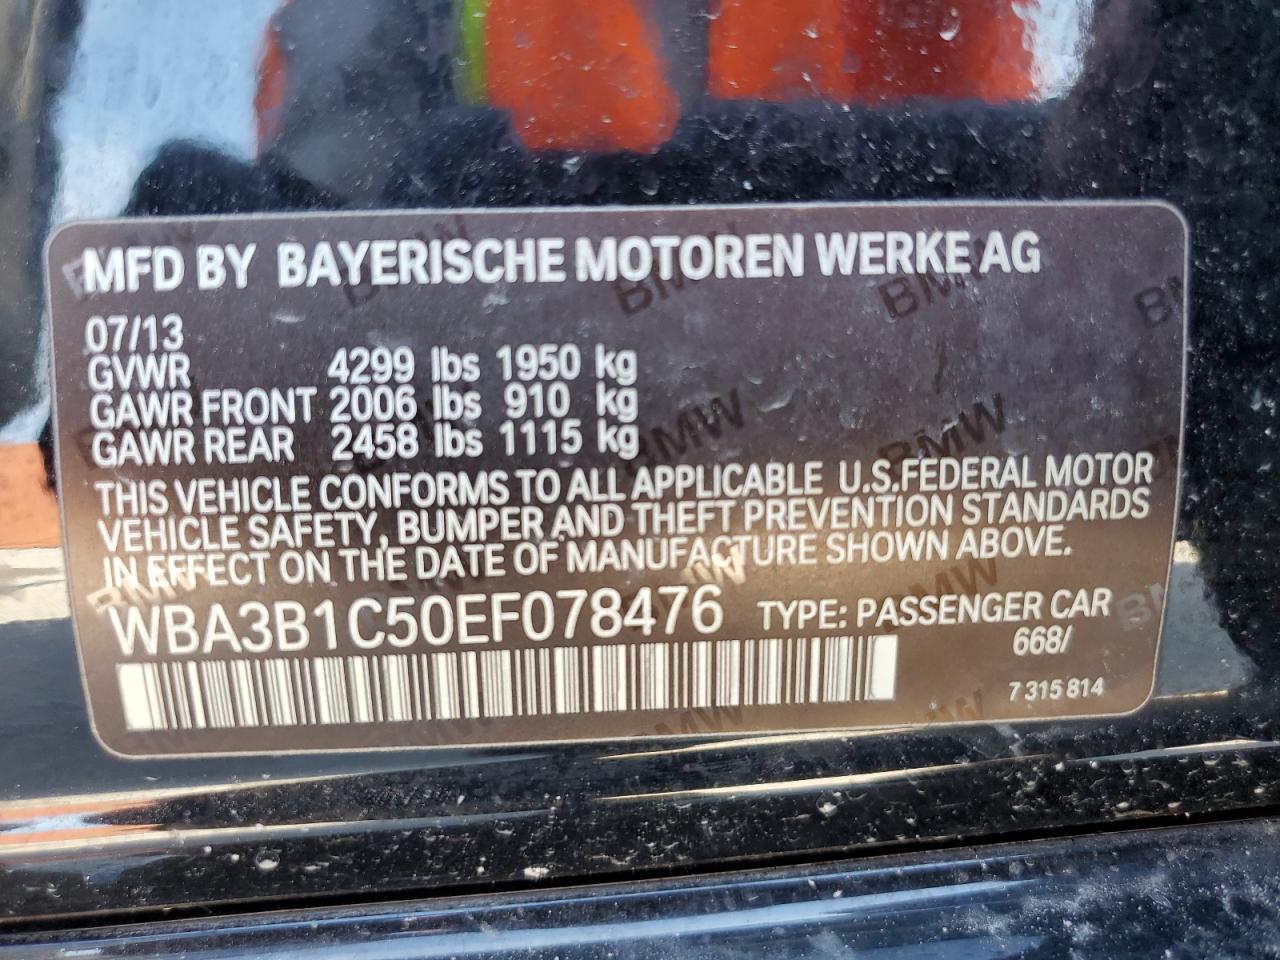 MFD BY BAYERISCHE MOTOREN WERKE AG
07/13
GVWR 4299 lbs 1950 kg
GAWR FRONT 2006 lbs 910 kg
GAWR REAR 2458 lbs 1115 kg
THIS VEHICLE CONFORMS TO ALL APPLICABLE U.S.FEDERAL MOTOR
VEHICLE SAFETY, BUMPER AND THEFT PREVENTION STANDARDS
IN EFFECT ON THE DATE OF MANUFACTURE SHOWN ABOVE.
WBA3B1C50EF078476 TYPE: PASSENGER CAR
668/
7 315 814